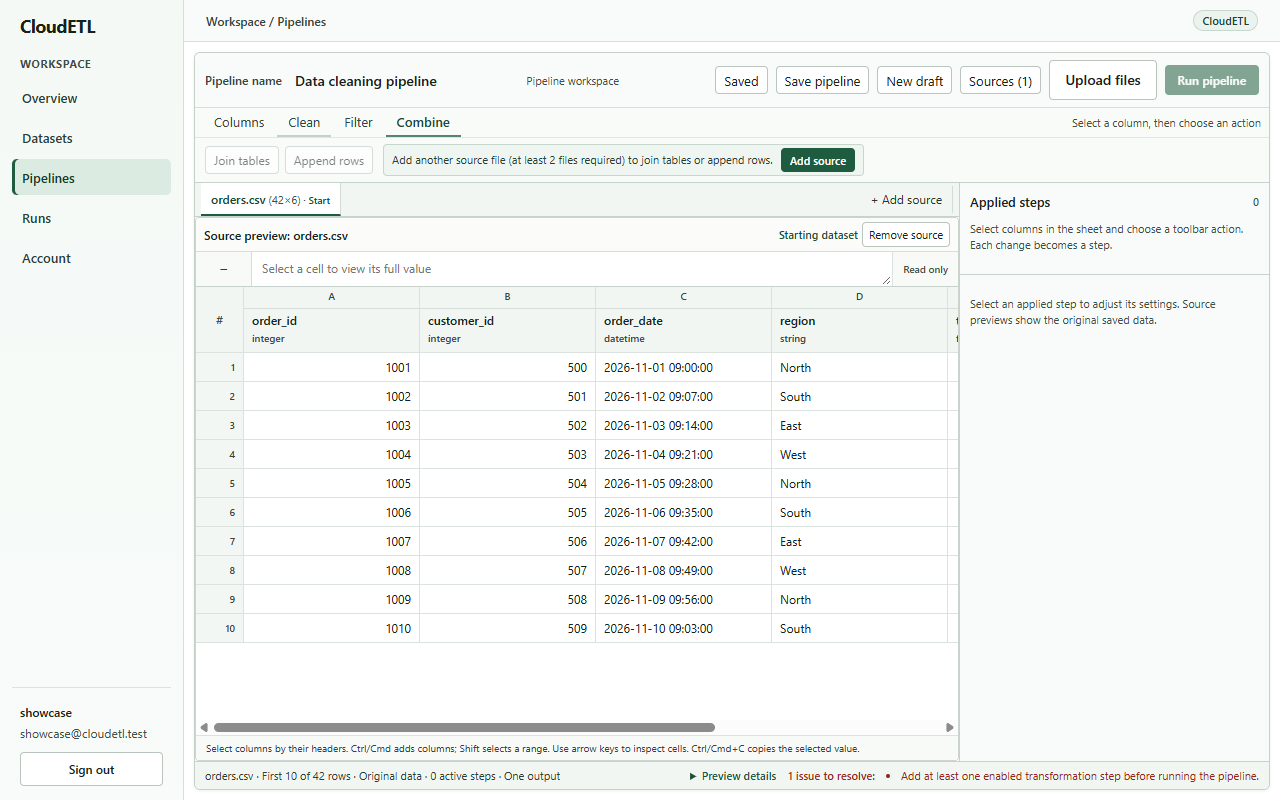 CloudETL
WORKSPACE
Overview
Datasets
Pipelines
Runs
Account
showcase
showcase@cloudetl.test
Sign out
Workspace / Pipelines
CloudETL
Pipeline name Data cleaning pipeline Pipeline workspace Saved Save pipeline New draft Sources (1) Upload files Run pipeline
Columns Clean Filter Combine Select a column, then choose an action
Join tables Append rows Add another source file (at least 2 files required) to join tables or append rows. Add source
orders.csv (42×6) · Start + Add source
Source preview: orders.csv Starting dataset Remove source
– Select a cell to view its full value Read only
A B C D
# order_id customer_id order_date region
integer integer datetime string
1 1001 500 2026-11-01 09:00:00 North
2 1002 501 2026-11-02 09:07:00 South
3 1003 502 2026-11-03 09:14:00 East
4 1004 503 2026-11-04 09:21:00 West
5 1005 504 2026-11-05 09:28:00 North
6 1006 505 2026-11-06 09:35:00 South
7 1007 506 2026-11-07 09:42:00 East
8 1008 507 2026-11-08 09:49:00 West
9 1009 508 2026-11-09 09:56:00 North
10 1010 509 2026-11-10 09:03:00 South
Select columns by their headers. Ctrl/Cmd adds columns; Shift selects a range. Use arrow keys to inspect cells. Ctrl/Cmd+C copies the selected value.
Applied steps 0
Select columns in the sheet and choose a toolbar action.
Each change becomes a step.
Select an applied step to adjust its settings. Source
previews show the original saved data.
orders.csv · First 10 of 42 rows · Original data · 0 active steps · One output ▶ Preview details 1 issue to resolve: • Add at least one enabled transformation step before running the pipeline.